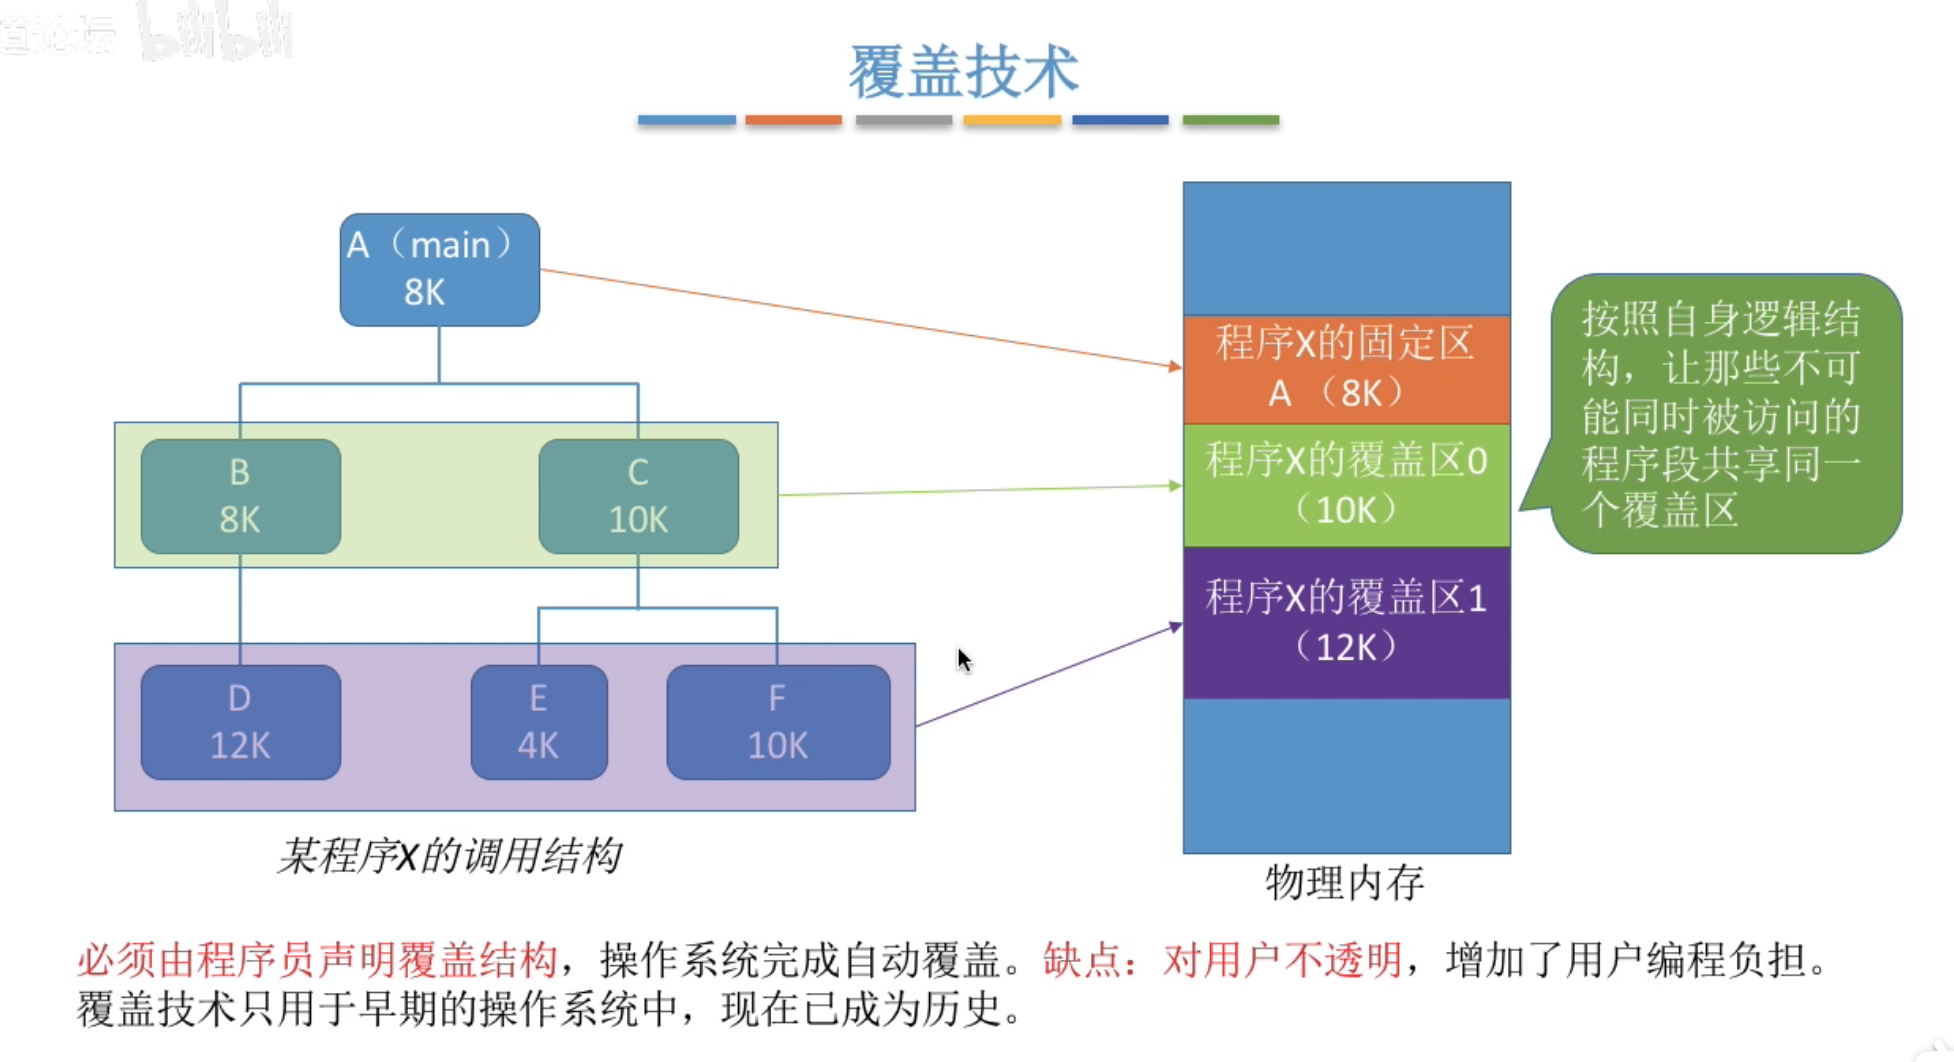 道论坛 bilibili
覆盖技术
A（main）
8K
B
8K
C
10K
D
12K
E
4K
F
10K
某程序X的调用结构
程序X的固定区
A （8K）
程序X的覆盖区0
（10K）
程序X的覆盖区1
（12K）
物理内存
按照自身逻辑结
构，让那些不可
能同时被访问的
程序段共享同一
个覆盖区
必须由程序员声明覆盖结构，操作系统完成自动覆盖。缺点：对用户不透明，增加了用户编程负担。
覆盖技术只用于早期的操作系统中，现在已成为历史。